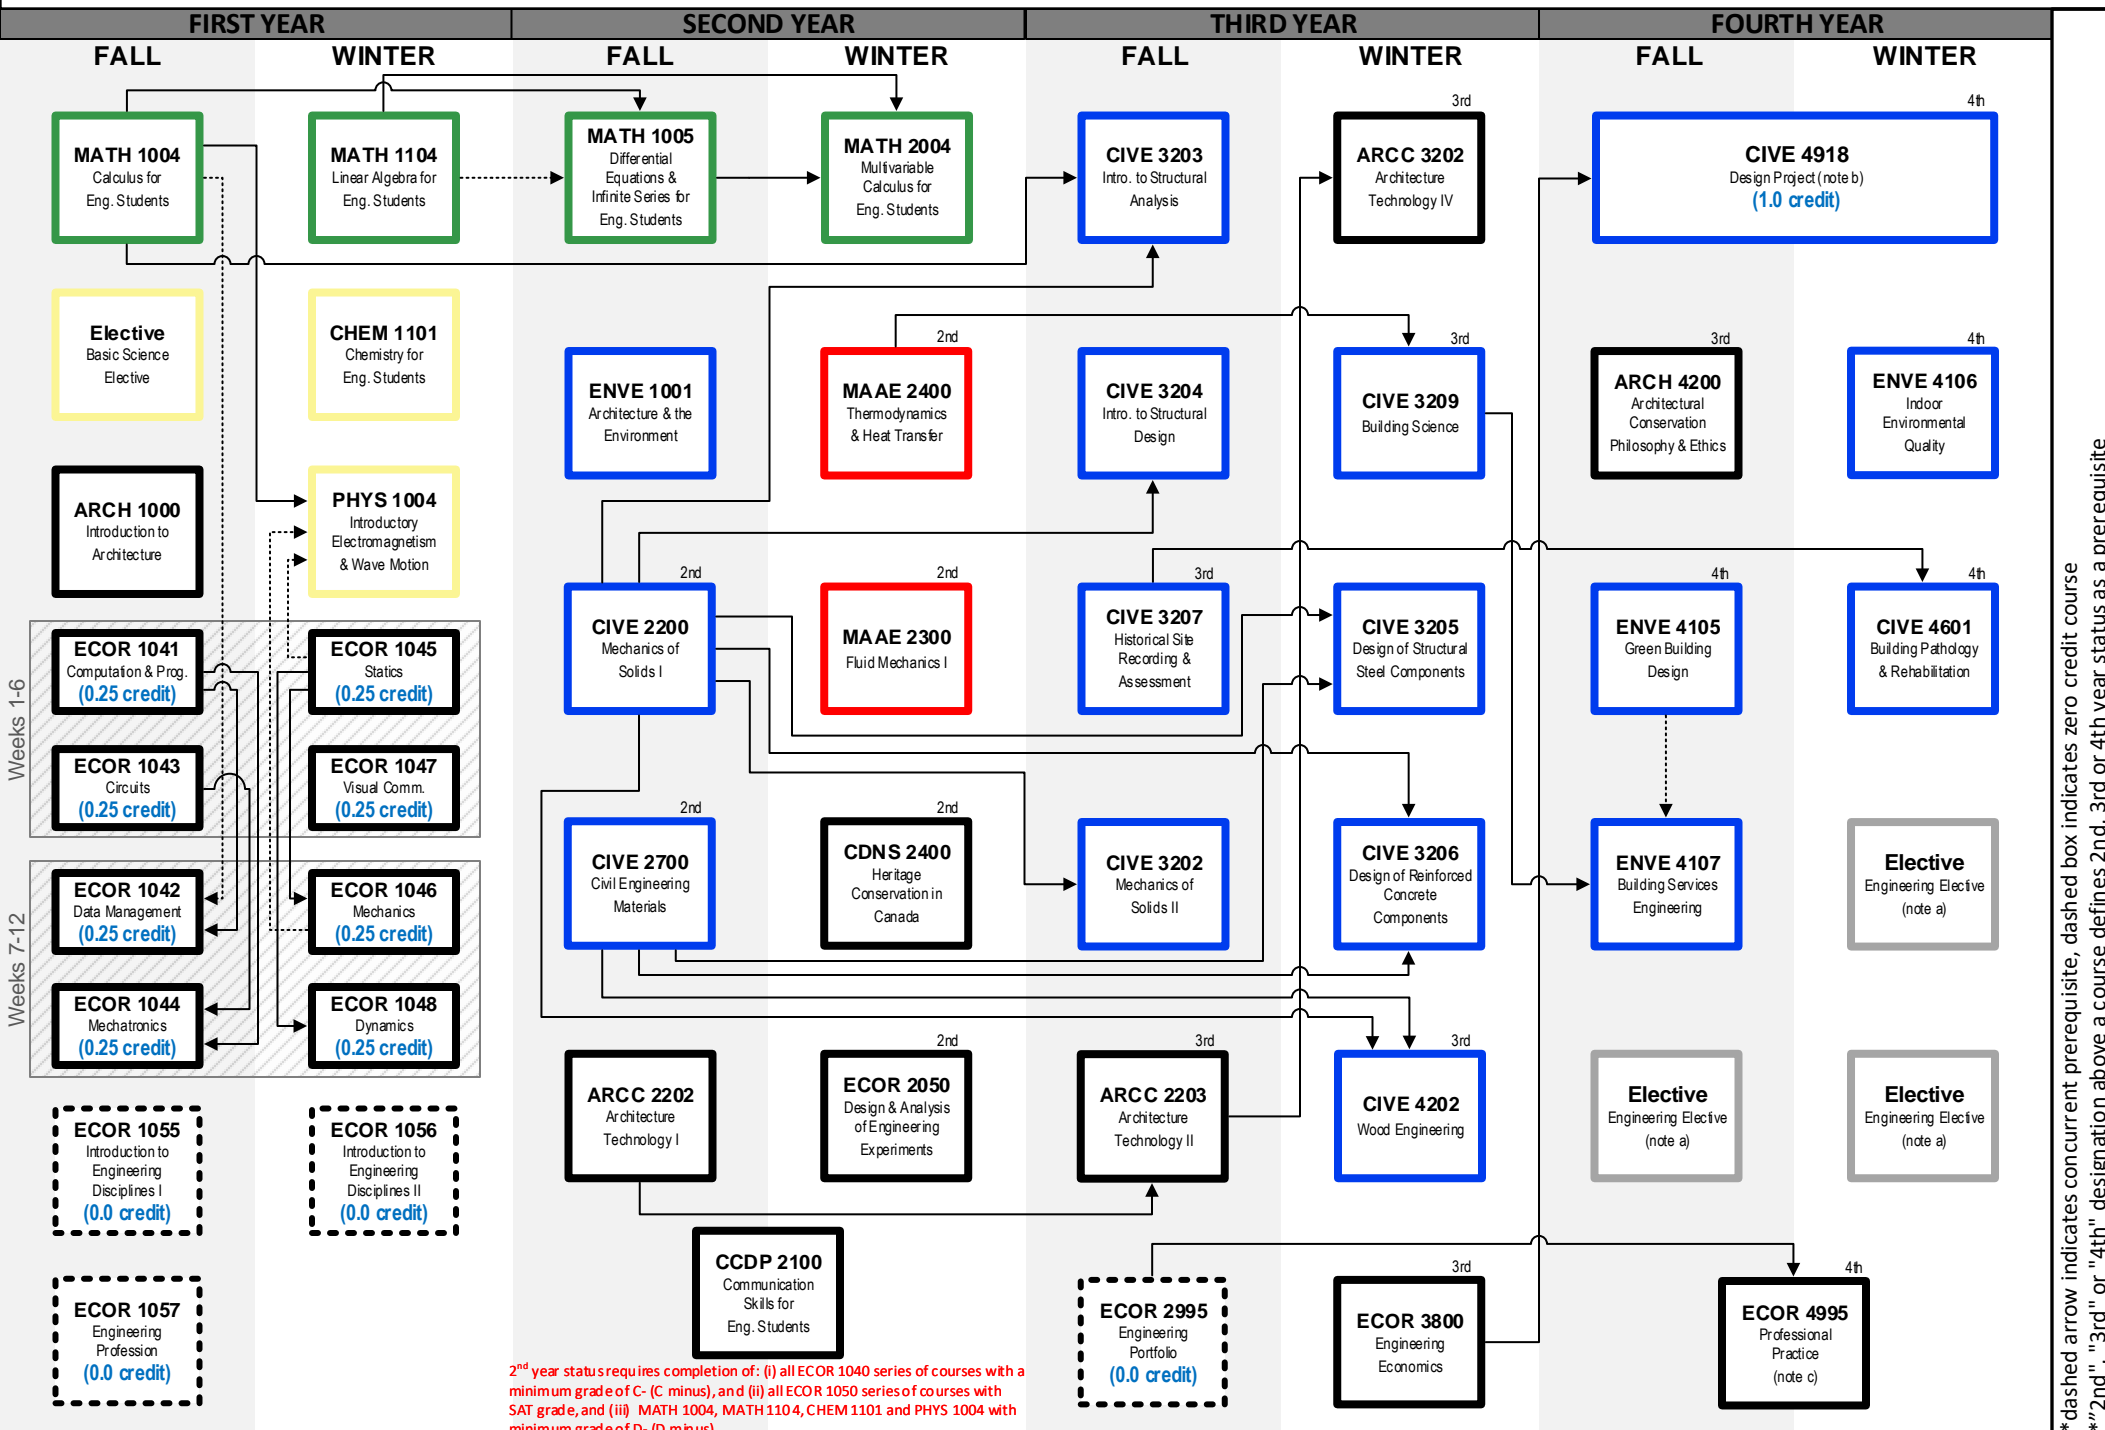 FIRST YEAR
SECOND YEAR
THIRD YEAR
FOURTH YEAR
FALL
WINTER
FALL
WINTER
FALL
WINTER
FALL
WINTER
MATH 1004
Calculus for
Eng. Students
MATH 1104
Linear Algebra for
Eng. Students
MATH 1005
Differential
Equations &
Infinite Series for
Eng. Students
MATH 2004
Multivariable
Calculus for
Eng. Students
CIVE 3203
Intro. to Structural
Analysis
3rd
ARCC 3202
Architecture
Technology IV
4th
CIVE 4918
Design Project (note b)
(1.0 credit)
Elective
Basic Science
Elective
CHEM 1101
Chemistry for
Eng. Students
ENVE 1001
Architecture & the
Environment
2nd
MAAE 2400
Thermodynamics
& Heat Transfer
CIVE 3204
Intro. to Structural
Design
3rd
CIVE 3209
Building Science
3rd
ARCH 4200
Architectural
Conservation
Philosophy & Ethics
4th
ENVE 4106
Indoor
Environmental
Quality
ARCH 1000
Introduction to
Architecture
PHYS 1004
Introductory
Electromagnetism
& Wave Motion
2nd
CIVE 2200
Mechanics of
Solids I
2nd
MAAE 2300
Fluid Mechanics I
3rd
CIVE 3207
Historical Site
Recording &
Assessment
CIVE 3205
Design of Structural
Steel Components
4th
ENVE 4105
Green Building
Design
4th
CIVE 4601
Building Pathology
& Rehabilitation
Weeks 1-6
ECOR 1041
Computation & Prog.
(0.25 credit)
ECOR 1045
Statics
(0.25 credit)
ECOR 1043
Circuits
(0.25 credit)
ECOR 1047
Visual Comm.
(0.25 credit)
2nd
CIVE 2700
Civil Engineering
Materials
2nd
CDNS 2400
Heritage
Conservation in
Canada
CIVE 3202
Mechanics of
Solids II
CIVE 3206
Design of Reinforced
Concrete
Components
ENVE 4107
Building Services
Engineering
Elective
Engineering Elective
(note a)
Weeks 7-12
ECOR 1042
Data Management
(0.25 credit)
ECOR 1046
Mechanics
(0.25 credit)
ECOR 1044
Mechatronics
(0.25 credit)
ECOR 1048
Dynamics
(0.25 credit)
ARCC 2202
Architecture
Technology I
2nd
ECOR 2050
Design & Analysis
of Engineering
Experiments
3rd
ARCC 2203
Architecture
Technology II
3rd
CIVE 4202
Wood Engineering
Elective
Engineering Elective
(note a)
Elective
Engineering Elective
(note a)
ECOR 1055
Introduction to
Engineering
Disciplines I
(0.0 credit)
ECOR 1056
Introduction to
Engineering
Disciplines II
(0.0 credit)
CCDP 2100
Communication
Skills for
Eng. Students
ECOR 1057
Engineering
Profession
(0.0 credit)
ECOR 2995
Engineering
Portfolio
(0.0 credit)
3rd
ECOR 3800
Engineering
Economics
4th
ECOR 4995
Professional
Practice
(note c)
2nd year status requires completion of: (i) all ECOR 1040 series of courses with a
minimum grade of C- (C minus), and (ii) all ECOR 1050 series of courses with
SAT grade, and (iii) MATH 1004, MATH 1104, CHEM 1101 and PHYS 1004 with
minimum grade of D- (D minus)
*dashed arrow indicates concurrent prerequisite, dashed box indicates zero credit course
*"2nd", "3rd" or "4th" designation above a course defines 2nd, 3rd or 4th year status as a prerequisite